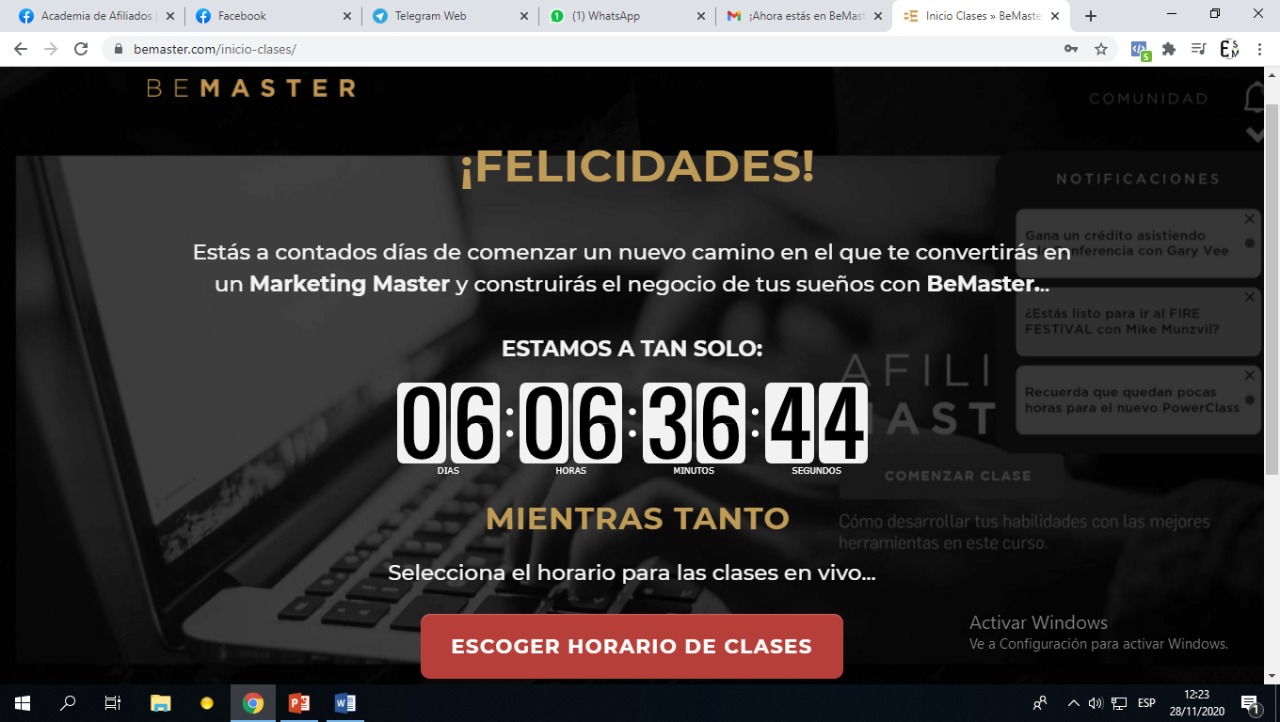 Academia de Afiliados |
Facebook
Telegram Web
(1) WhatsApp
¡Ahora estás en BeMast
Inicio Clases » BeMaste
bemaster.com/inicio-clases/
BEMASTER
COMUNIDAD
¡FELICIDADES!
NOTIFICACIONES
Gana un crédito asistiendo
conferencia con Gary Vee
Estás a contados días de comenzar un nuevo camino en el que te convertirás en
un Marketing Master y construirás el negocio de tus sueños con BeMaster...
¿Estás listo para ir al FIRE
FESTIVAL con Mike Munzvil?
ESTAMOS A TAN SOLO:
AFILI
MAST
Recuerda que quedan pocas
horas para el nuevo PowerClass
06:06:36:44
DIAS HORAS MINUTOS SEGUNDOS
COMENZAR CLASE
MIENTRAS TANTO
Cómo desarrollar tus habilidades con las mejores
herramientas en este curso.
Selecciona el horario para las clases en vivo...
ESCOGER HORARIO DE CLASES
Activar Windows
Ve a Configuración para activar Windows.
ESP
12:23
28/11/2020